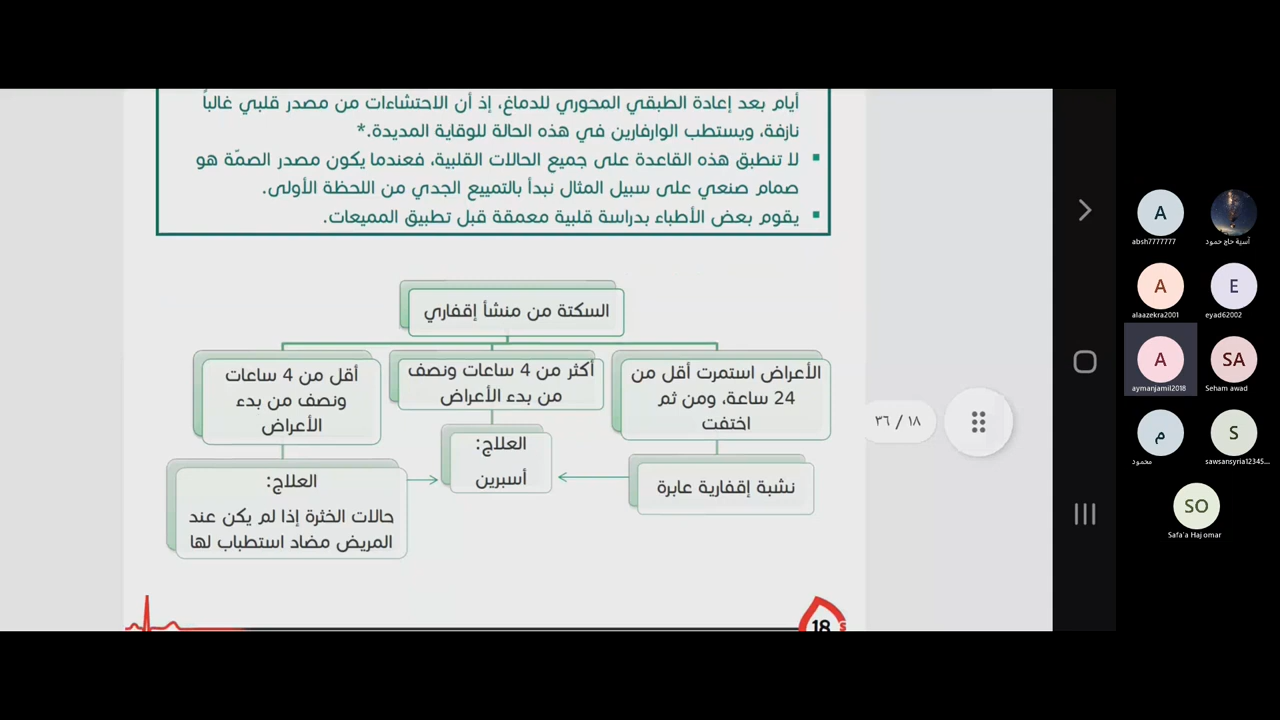 أيام بعد إعادة الطبقي المحوري للدماغ، إذ أن الاحتشاءات من مصدر قلبي غالباً
نازفة، ويستطب الوارفارين في هذه الحالة للوقاية المديدة.*
▪ لا تنطبق هذه القاعدة على جميع الحالات القلبية، فعندما يكون مصدر الصمّة هو
صمام صنعي على سبيل المثال نبدأ بالتمييع الجدي من اللحظة الأولى.
▪ يقوم بعض الأطباء بدراسة قلبية معمقة قبل تطبيق المميعات.
السكتة من منشأ إقفاري
الأعراض استمرت أقل من
24 ساعة، ومن ثم
اختفت
أكثر من 4 ساعات ونصف
من بدء الأعراض
أقل من 4 ساعات
ونصف من بدء
الأعراض
نشبة إقفارية عابرة
العلاج:
أسبرين
العلاج:
حالات الخثرة إذا لم يكن عند
المريض مضاد استطباب لها
18
١٨ / ٣٦
A
absh7777777
آسية حاج حمود
A
alaazekra2001
E
eyad62002
A
aymanjamil2018
SA
Seham awad
م
محمود
S
sawsansyria12345...
SO
Safa'a Haj omar